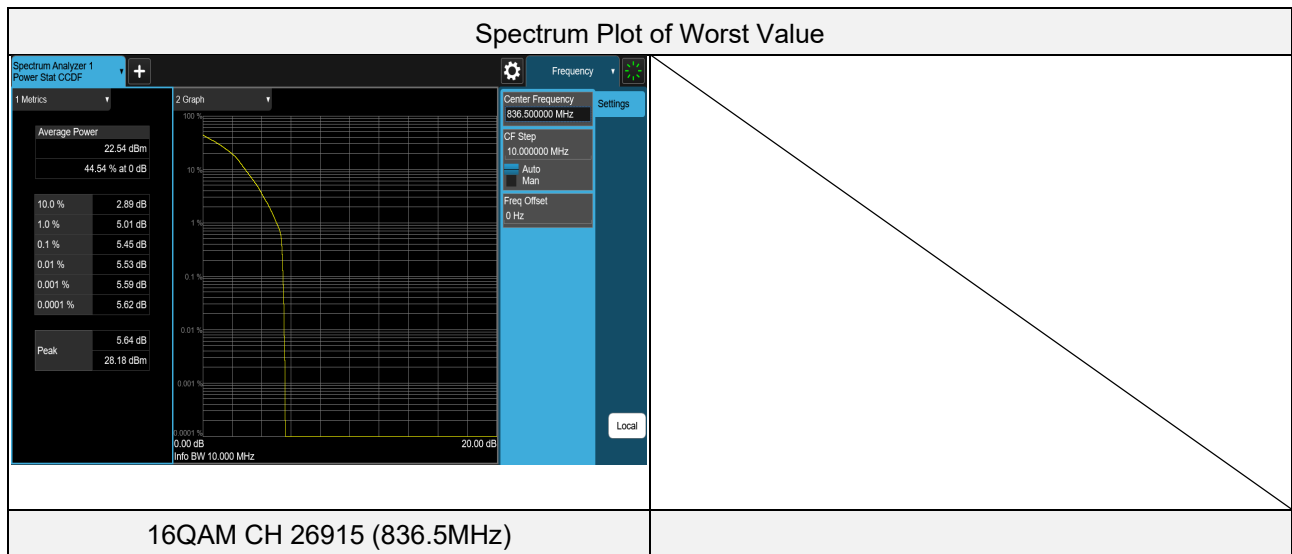 Spectrum Plot of Worst Value
Spectrum Analyzer 1
Power Stat CCDF
+
Frequency
1 Metrics
2 Graph
Center Frequency
836.500000 MHz
Settings
CF Step
10.000000 MHz
Auto
Man
Freq Offset
0 Hz
Average Power
22.54 dBm
44.54 % at 0 dB
10.0 % 2.89 dB
1.0 % 5.01 dB
0.1 % 5.45 dB
0.01 % 5.53 dB
0.001 % 5.59 dB
0.0001 % 5.62 dB
Peak
5.64 dB
28.18 dBm
100 %
10 %
1 %
0.1 %
0.01 %
0.001 %
0.0001 %
0.00 dB 20.00 dB
Info BW 10.000 MHz
Local
16QAM CH 26915 (836.5MHz)